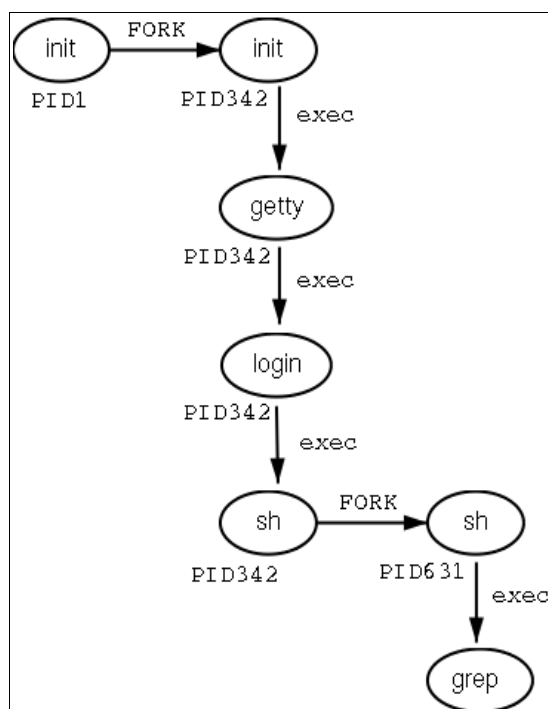 FORK
init
init
PID1
PID342
exec
getty
PID342
exec
login
PID342
exec
FORK
sh
sh
PID342
PID631
exec
grep